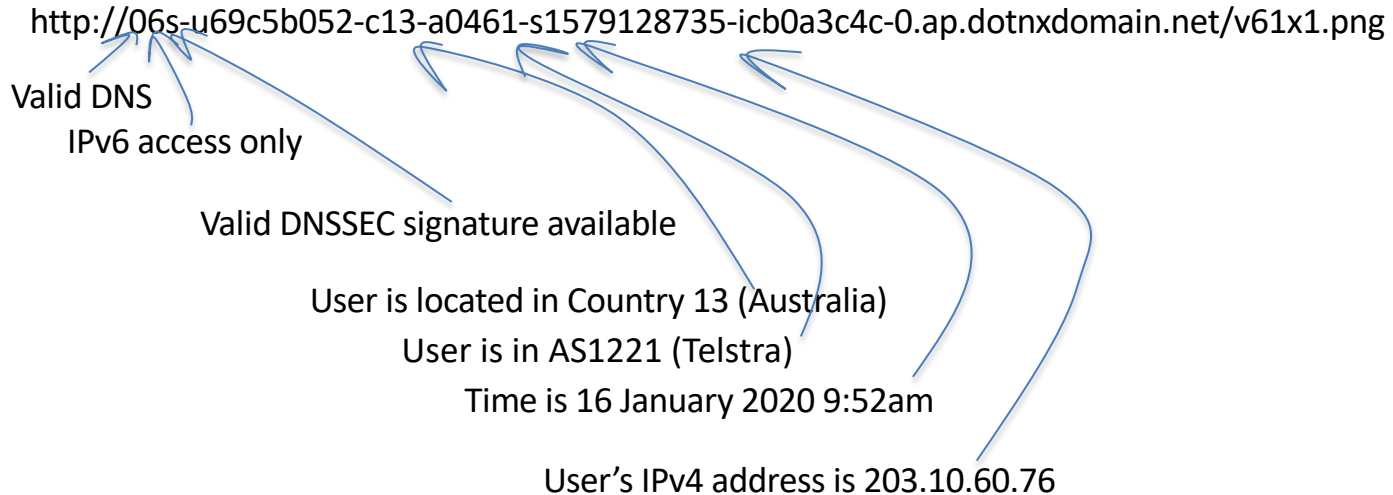 http://06s-u69c5b052-c13-a0461-s1579128735-icb0a3c4c-0.ap.dotnxdomain.net/v61x1.png
Valid DNS
IPv6 access only
Valid DNSSEC signature available
User is located in Country 13 (Australia)
User is in AS1221 (Telstra)
Time is 16 January 2020 9:52am
User’s IPv4 address is 203.10.60.76